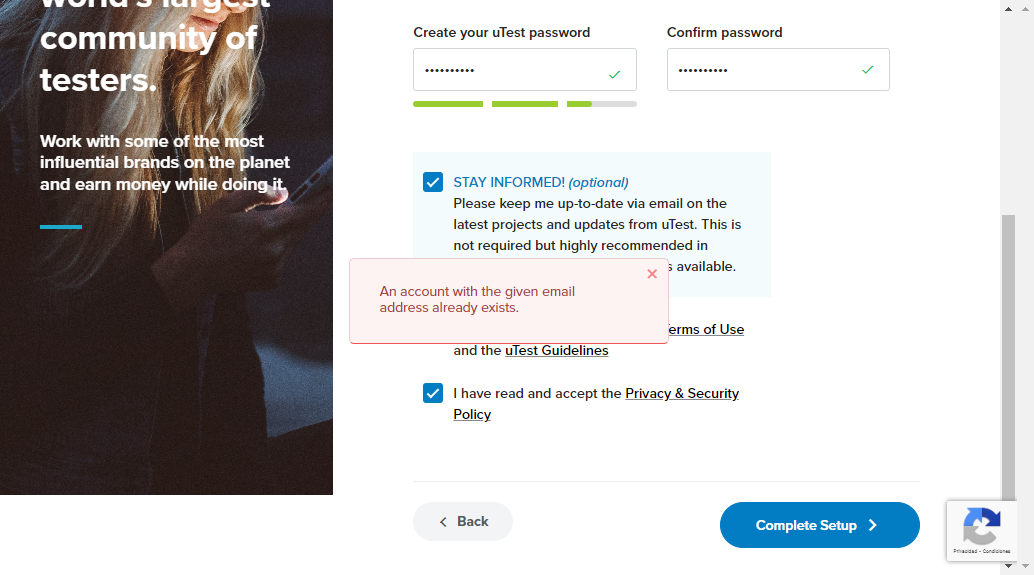 world's largest
community of
testers.
Work with some of the most
influential brands on the planet
and earn money while doing it.
Create your uTest password
••••••••••
Confirm password
••••••••••
STAY INFORMED! (optional)
Please keep me up-to-date via email on the
latest projects and updates from uTest. This is
not required but highly recommended in
available.
An account with the given email
address already exists.
Terms of Use
and the uTest Guidelines
I have read and accept the Privacy & Security
Policy
Back
Complete Setup
Privacidad - Condiciones